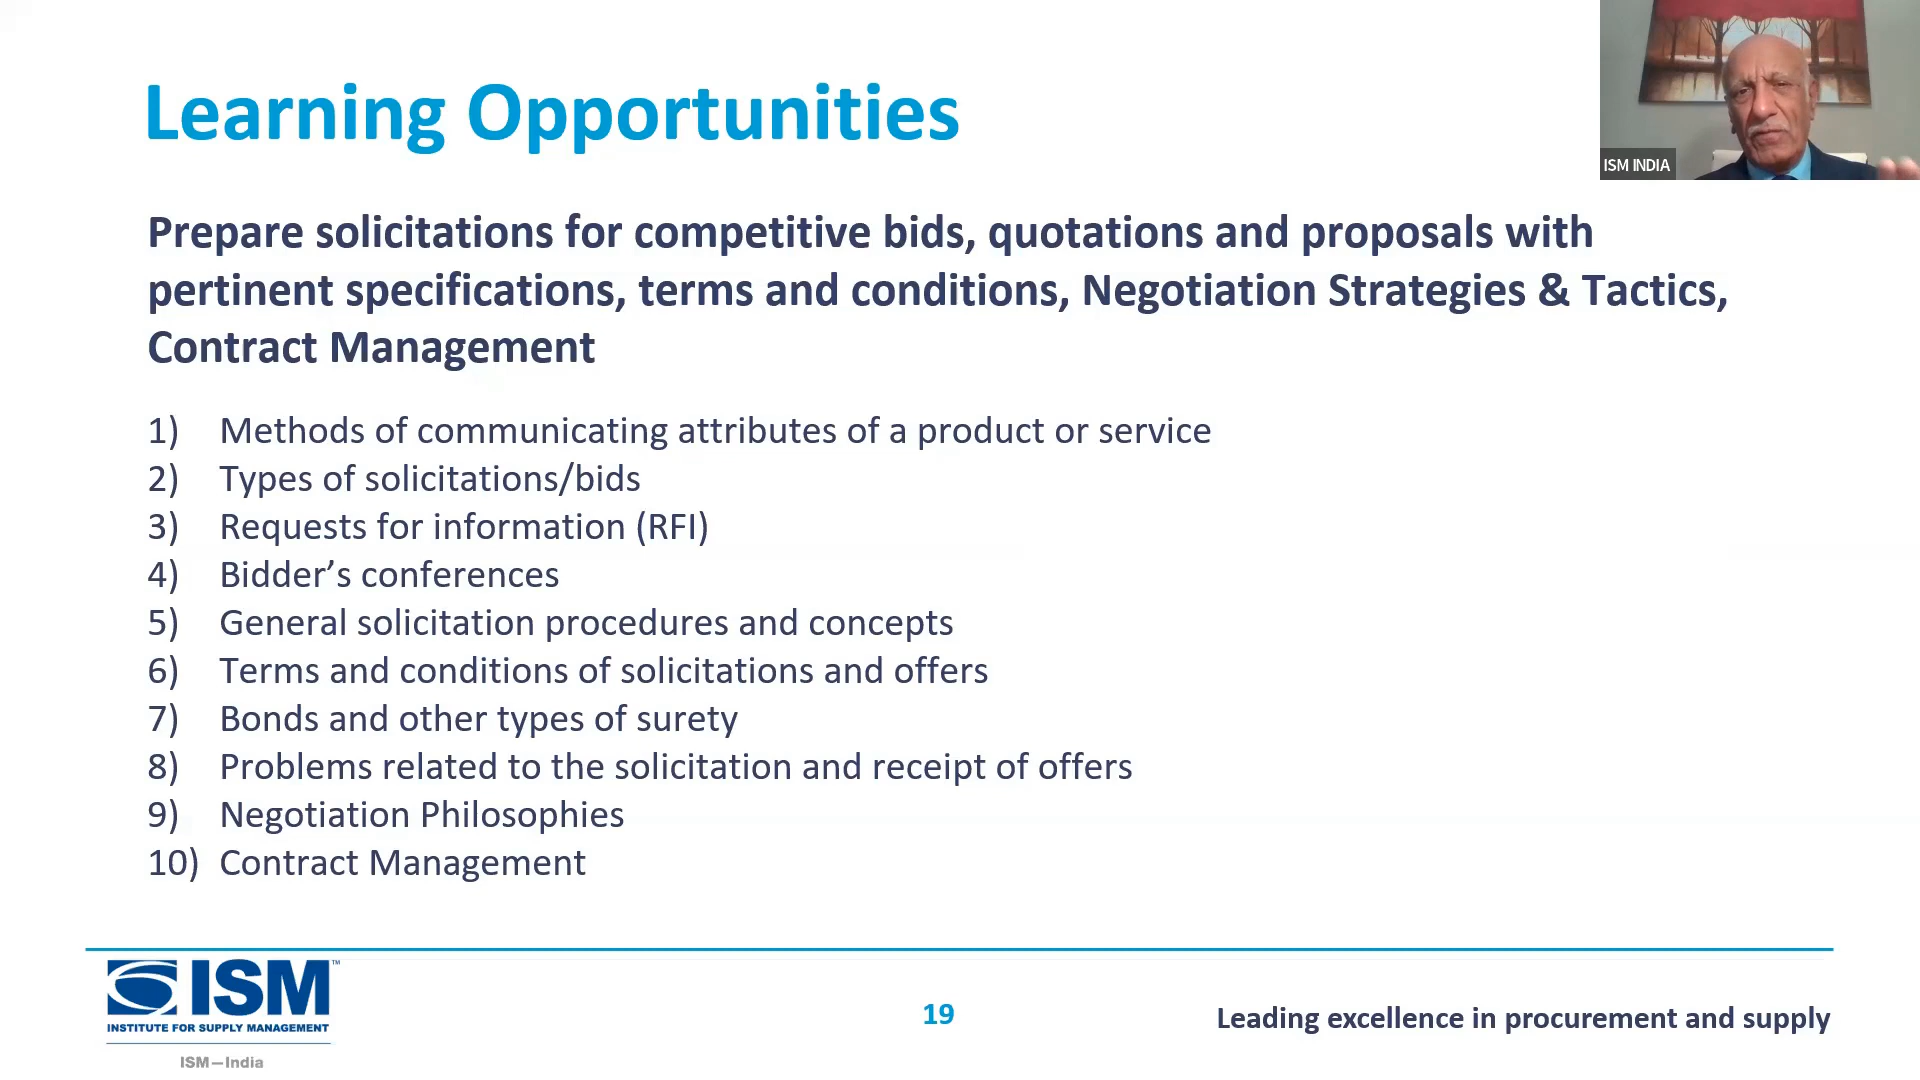 Learning Opportunities
ISM INDIA
Prepare solicitations for competitive bids, quotations and proposals with
pertinent specifications, terms and conditions, Negotiation Strategies & Tactics,
Contract Management
1) Methods of communicating attributes of a product or service
2) Types of solicitations/bids
3) Requests for information (RFI)
4) Bidder’s conferences
5) General solicitation procedures and concepts
6) Terms and conditions of solicitations and offers
7) Bonds and other types of surety
8) Problems related to the solicitation and receipt of offers
9) Negotiation Philosophies
10) Contract Management
ISM™
INSTITUTE FOR SUPPLY MANAGEMENT
ISM—India
19
Leading excellence in procurement and supply